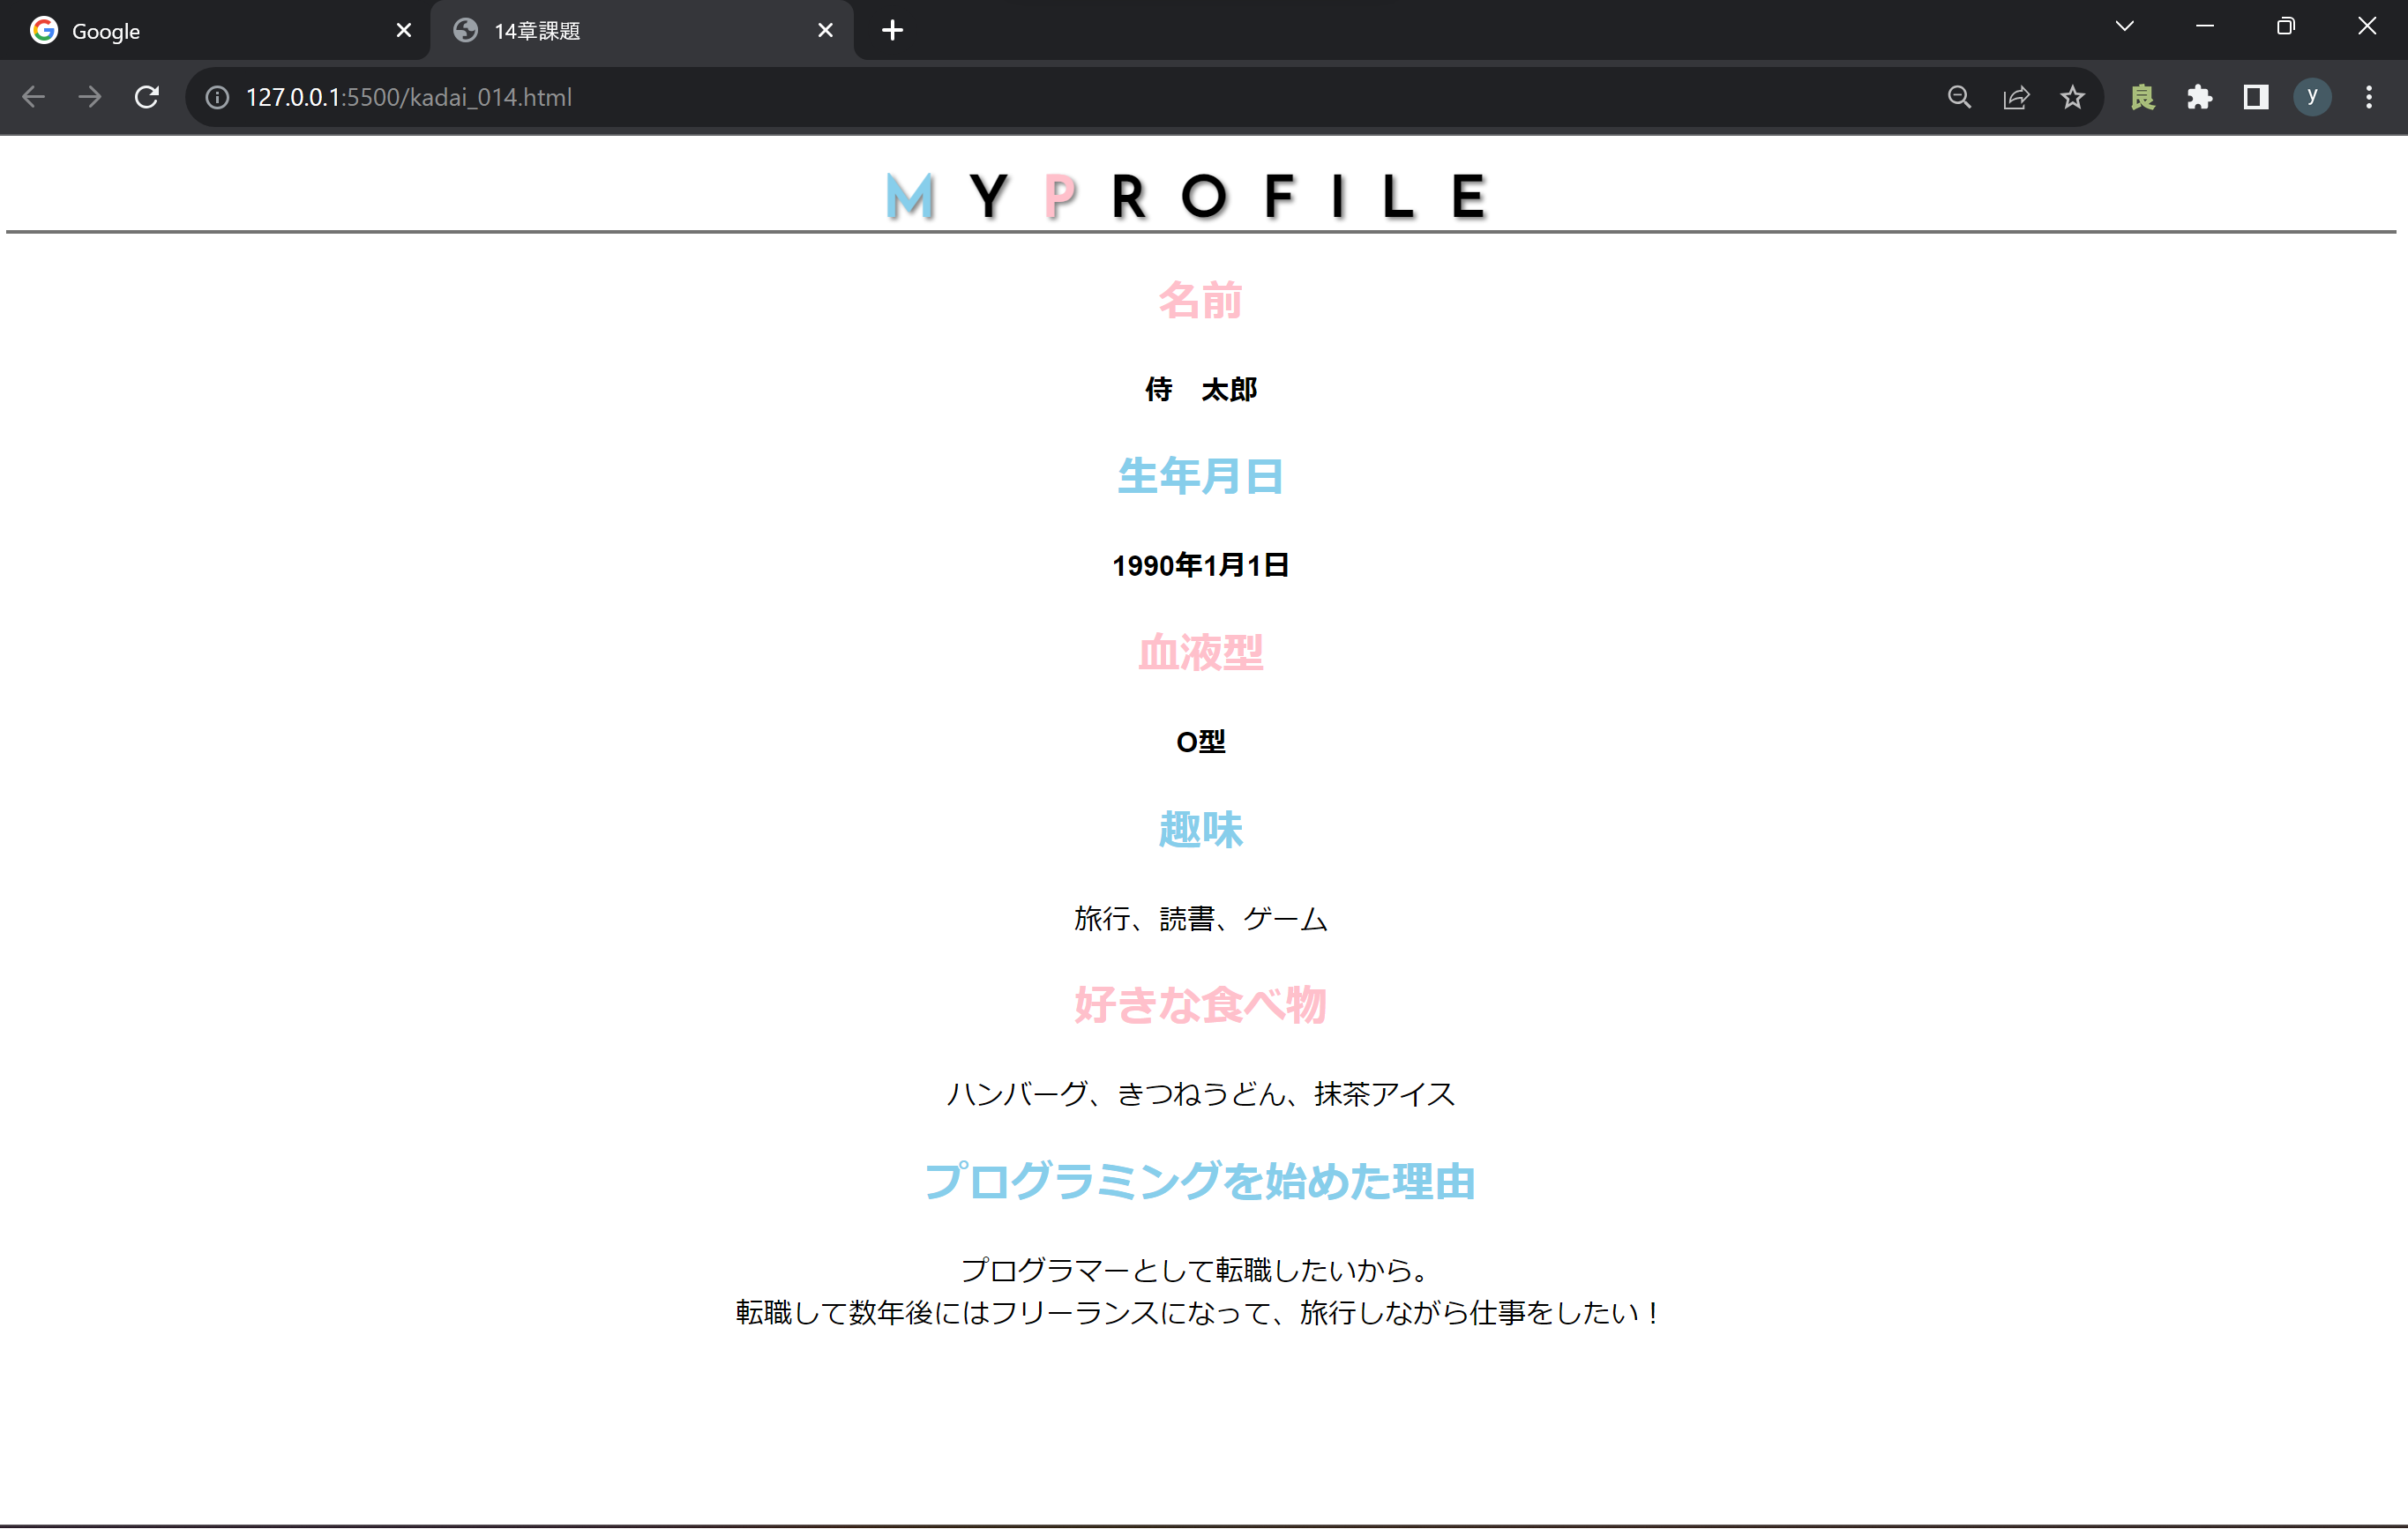 Google
14章課題
127.0.0.1:5500/kadai_014.html
良
y
MY PROFILE
名前
侍　太郎
生年月日
1990年1月1日
血液型
O型
趣味
旅行、読書、ゲーム
好きな食べ物
ハンバーグ、きつねうどん、抹茶アイス
プログラミングを始めた理由
プログラマーとして転職したいから。
転職して数年後にはフリーランスになって、旅行しながら仕事をしたい！